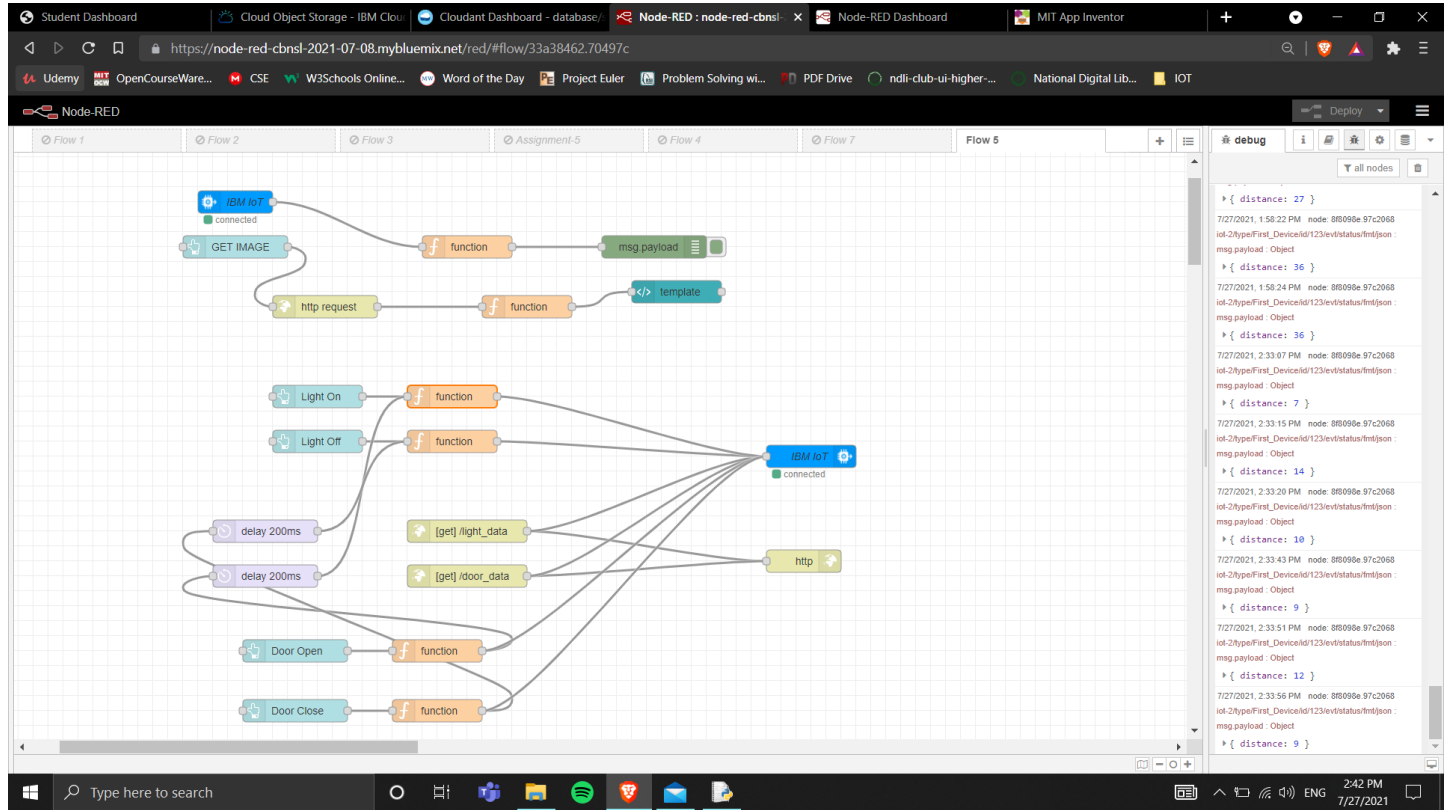 Student Dashboard
Cloud Object Storage - IBM Clou
Cloudant Dashboard - database/
Node-RED : node-red-cbnsl-
Node-RED Dashboard
MIT App Inventor
https://node-red-cbnsl-2021-07-08.mybluemix.net/red/#flow/33a38462.70497c
Udemy
OpenCourseWare...
CSE
W3Schools Online...
Word of the Day
Project Euler
Problem Solving wi...
PDF Drive
ndli-club-ui-higher-...
National Digital Lib...
IOT
Node-RED
Deploy
Flow 1
Flow 2
Flow 3
Assignment-5
Flow 4
Flow 7
Flow 5
debug
all nodes
IBM IoT
connected
GET IMAGE
function
msg.payload
http request
function
template
Light On
function
Light Off
function
IBM IoT
connected
delay 200ms
[get] /light_data
http
delay 200ms
[get] /door_data
Door Open
function
Door Close
function
{ distance: 27 }
7/27/2021, 1:58:22 PM node: 8f8098e.97c2068
iot-2/type/First_Device/id/123/evt/status/fmt/json :
msg.payload : Object
{ distance: 36 }
7/27/2021, 1:58:24 PM node: 8f8098e.97c2068
iot-2/type/First_Device/id/123/evt/status/fmt/json :
msg.payload : Object
{ distance: 36 }
7/27/2021, 2:33:07 PM node: 8f8098e.97c2068
iot-2/type/First_Device/id/123/evt/status/fmt/json :
msg.payload : Object
{ distance: 7 }
7/27/2021, 2:33:15 PM node: 8f8098e.97c2068
iot-2/type/First_Device/id/123/evt/status/fmt/json :
msg.payload : Object
{ distance: 14 }
7/27/2021, 2:33:20 PM node: 8f8098e.97c2068
iot-2/type/First_Device/id/123/evt/status/fmt/json :
msg.payload : Object
{ distance: 10 }
7/27/2021, 2:33:43 PM node: 8f8098e.97c2068
iot-2/type/First_Device/id/123/evt/status/fmt/json :
msg.payload : Object
{ distance: 9 }
7/27/2021, 2:33:51 PM node: 8f8098e.97c2068
iot-2/type/First_Device/id/123/evt/status/fmt/json :
msg.payload : Object
{ distance: 12 }
7/27/2021, 2:33:56 PM node: 8f8098e.97c2068
iot-2/type/First_Device/id/123/evt/status/fmt/json :
msg.payload : Object
{ distance: 9 }
Type here to search
ENG
2:42 PM
7/27/2021